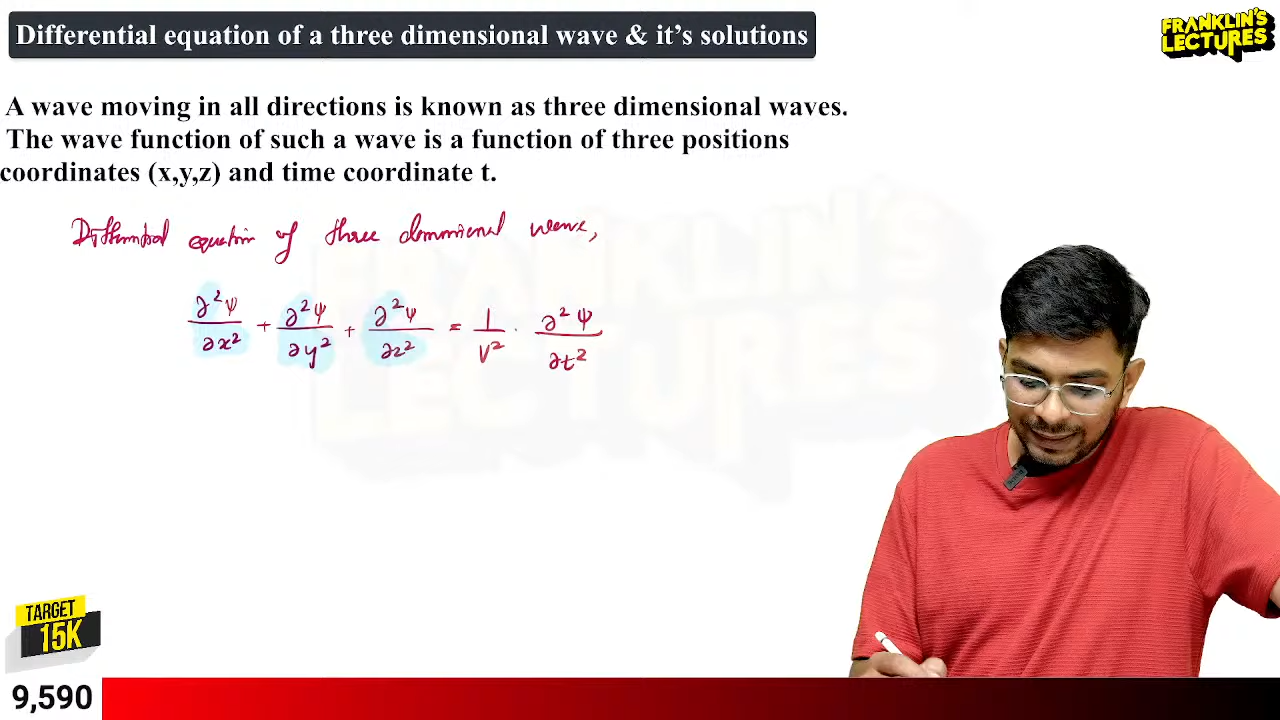 Differential equation of a three dimensional wave & it's solutions
FRANKLIN'S
LECTURES
A wave moving in all directions is known as three dimensional waves.
The wave function of such a wave is a function of three positions
coordinates (x,y,z) and time coordinate t.
Differential equation of three dimensional wave,
∂²ψ/∂x² + ∂²ψ/∂y² + ∂²ψ/∂z² = 1/V² · ∂²ψ/∂t²
FRANKLIN'S
LECTURES
TARGET
15K
9,590